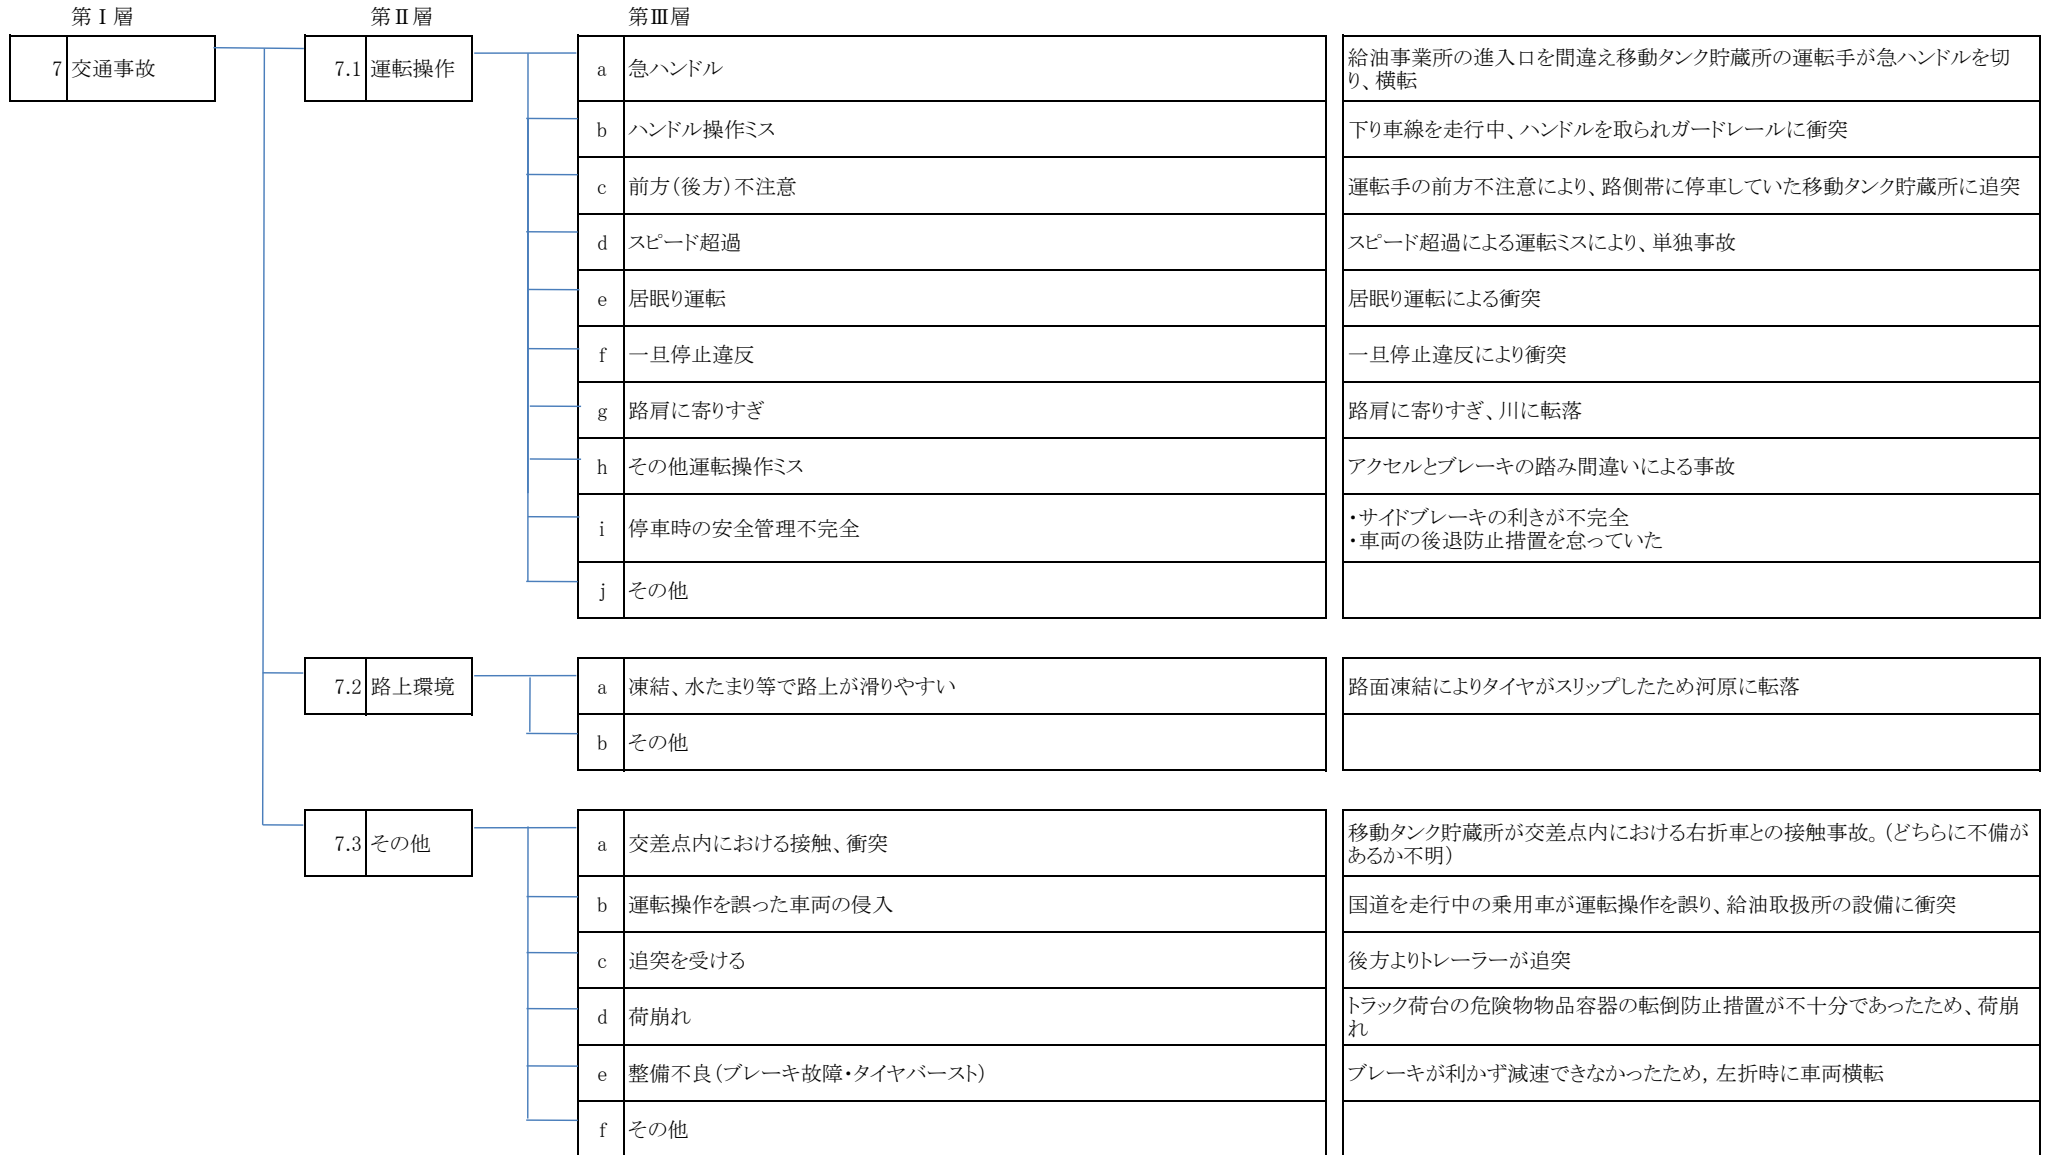 第Ⅰ層 第Ⅱ層 第Ⅲ層
7 交通事故 7.1 運転操作 a 急ハンドル 給油事業所の進入口を間違え移動タンク貯蔵所の運転手が急ハンドルを切
り、横転
b ハンドル操作ミス 下り車線を走行中、ハンドルを取られガードレールに衝突
c 前方(後方)不注意 運転手の前方不注意により、路側帯に停車していた移動タンク貯蔵所に追突
d スピード超過 スピード超過による運転ミスにより、単独事故
e 居眠り運転 居眠り運転による衝突
f 一旦停止違反 一旦停止違反により衝突
g 路肩に寄りすぎ 路肩に寄りすぎ、川に転落
h その他運転操作ミス アクセルとブレーキの踏み間違いによる事故
i 停車時の安全管理不完全 ・サイドブレーキの利きが不完全
・車両の後退防止措置を怠っていた
j その他
7.2 路上環境 a 凍結、水たまり等で路上が滑りやすい 路面凍結によりタイヤがスリップしたため河原に転落
b その他
7.3 その他 a 交差点内における接触、衝突 移動タンク貯蔵所が交差点内における右折車との接触事故。(どちらに不備が
あるか不明)
b 運転操作を誤った車両の侵入 国道を走行中の乗用車が運転操作を誤り、給油取扱所の設備に衝突
c 追突を受ける 後方よりトレーラーが追突
d 荷崩れ トラック荷台の危険物物品容器の転倒防止措置が不十分であったため、荷崩
れ
e 整備不良(ブレーキ故障・タイヤバースト) ブレーキが利かず減速できなかったため,左折時に車両横転
f その他